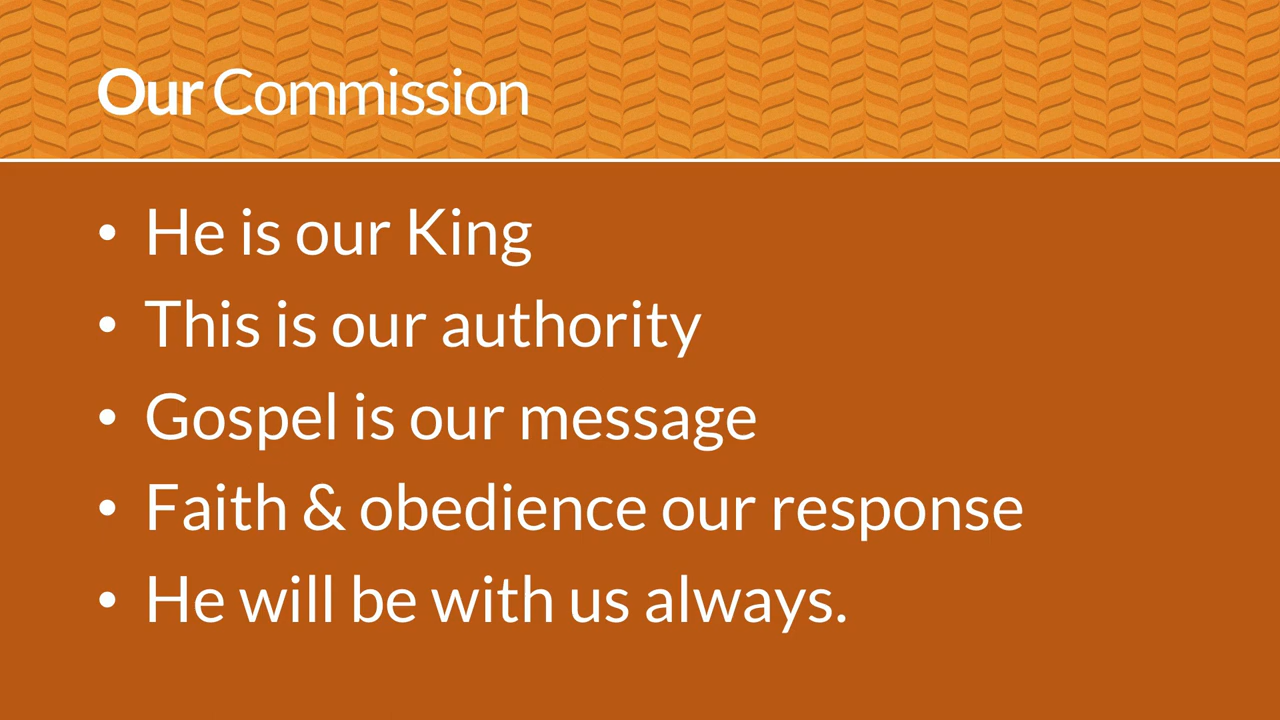 Our Commission
• He is our King
• This is our authority
• Gospel is our message
• Faith & obedience our response
• He will be with us always.